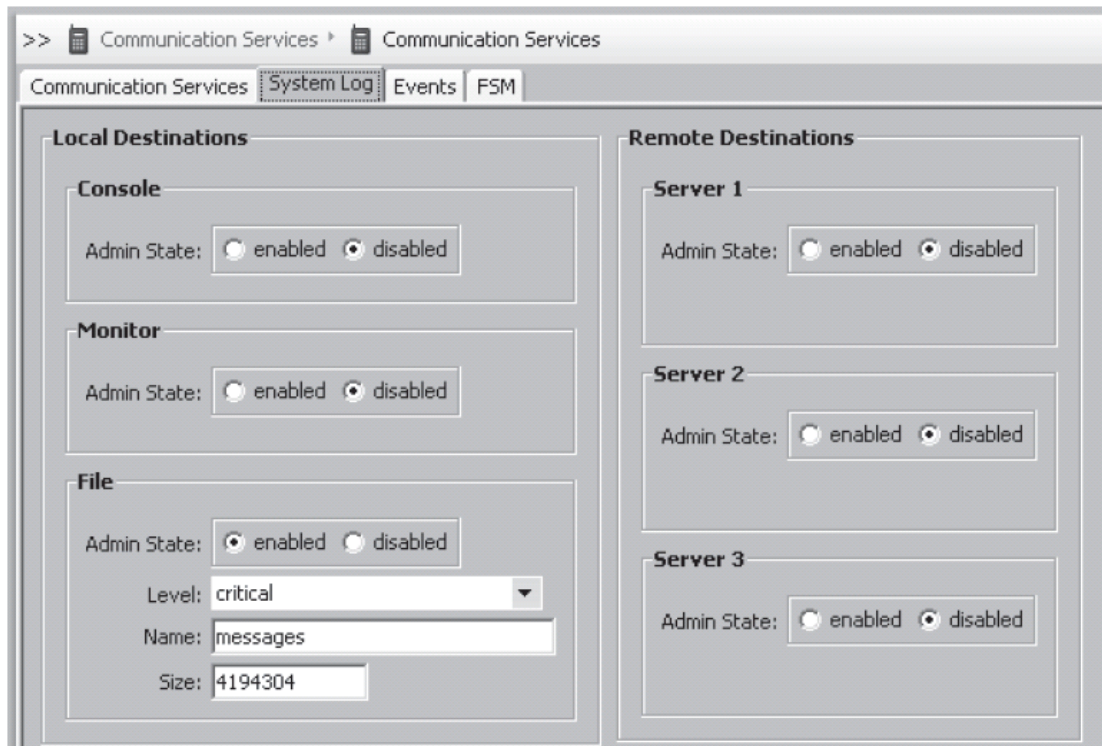 >> Communication Services Communication Services
Communication Services System Log Events FSM
Local Destinations
Console
Admin State: enabled disabled
Monitor
Admin State: enabled disabled
File
Admin State: enabled disabled
Level: critical
Name: messages
Size: 4194304
Remote Destinations
Server 1
Admin State: enabled disabled
Server 2
Admin State: enabled disabled
Server 3
Admin State: enabled disabled